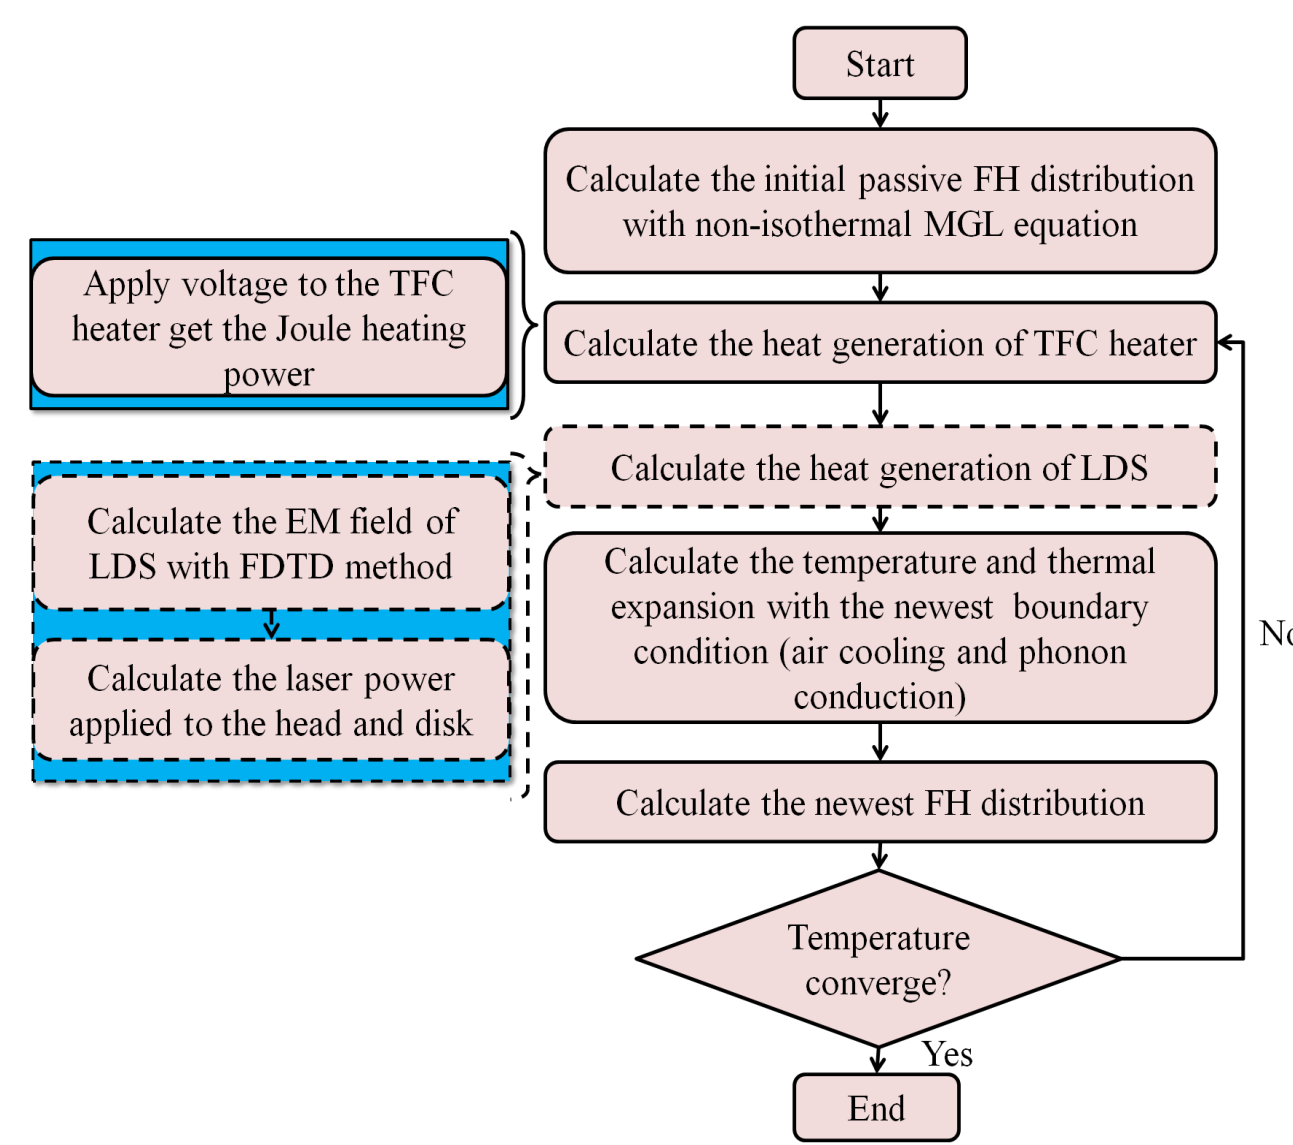 Start
Calculate the initial passive FH distribution
with non-isothermal MGL equation
Apply voltage to the TFC
heater get the Joule heating
power
Calculate the heat generation of TFC heater
Calculate the heat generation of LDS
Calculate the EM field of
LDS with FDTD method
Calculate the laser power
applied to the head and disk
Calculate the temperature and thermal
expansion with the newest boundary
condition (air cooling and phonon
conduction)
Calculate the newest FH distribution
Temperature
converge?
Yes
End